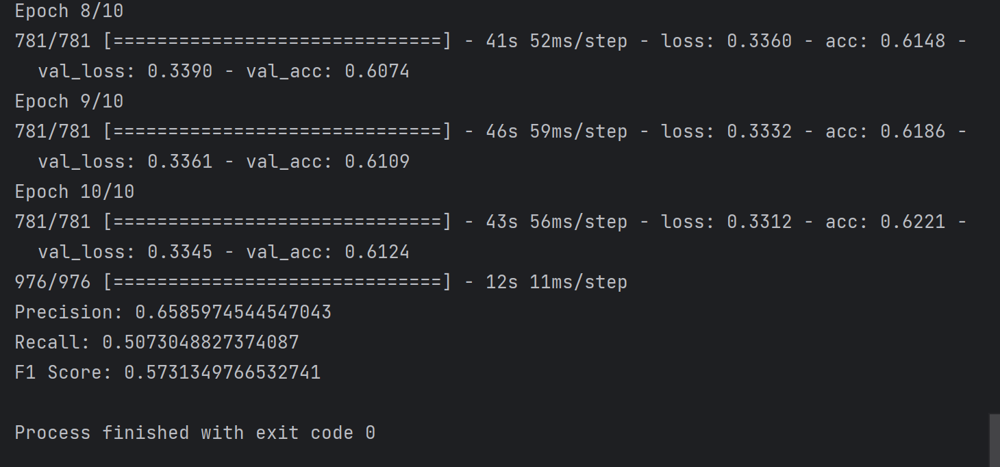 Epoch 8/10
781/781 [==============================] - 41s 52ms/step - loss: 0.3360 - acc: 0.6148 -
val_loss: 0.3390 - val_acc: 0.6074
Epoch 9/10
781/781 [==============================] - 46s 59ms/step - loss: 0.3332 - acc: 0.6186 -
val_loss: 0.3361 - val_acc: 0.6109
Epoch 10/10
781/781 [==============================] - 43s 56ms/step - loss: 0.3312 - acc: 0.6221 -
val_loss: 0.3345 - val_acc: 0.6124
976/976 [==============================] - 12s 11ms/step
Precision: 0.6585974544547043
Recall: 0.5073048827374087
F1 Score: 0.5731349766532741
Process finished with exit code 0